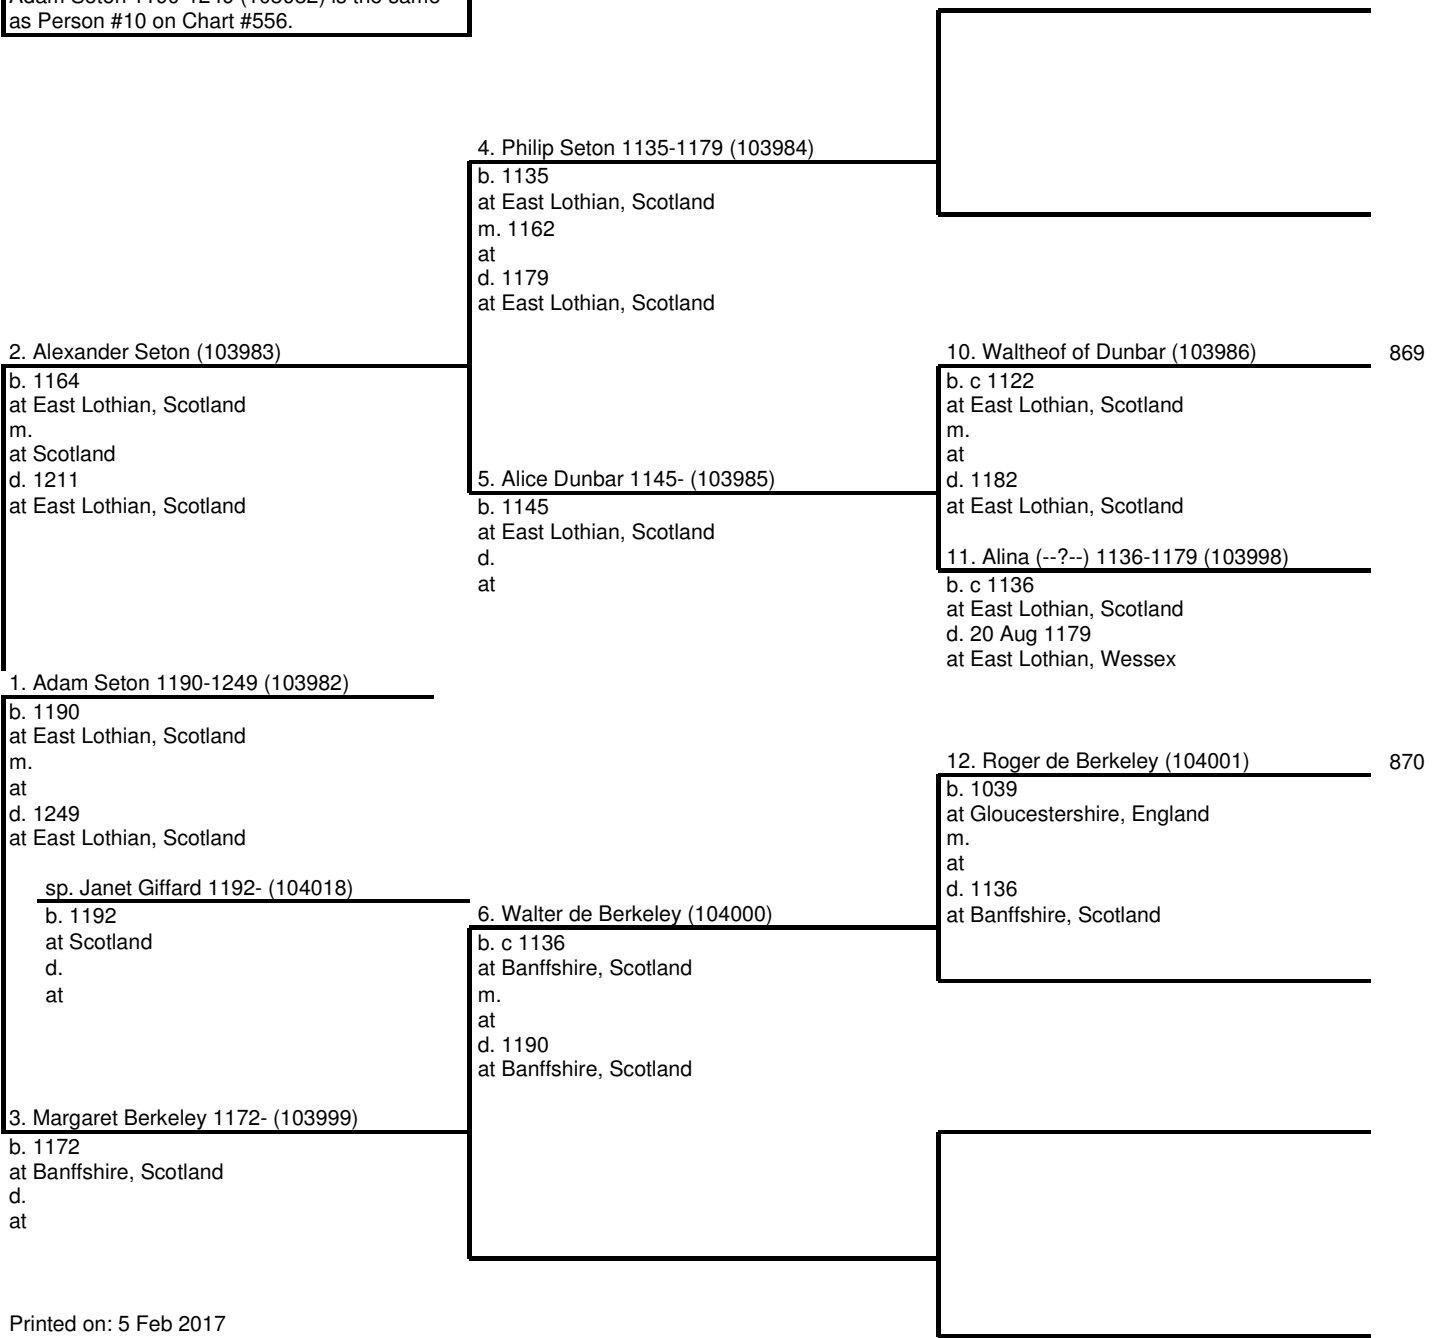 as Person #10 on Chart #556.
4. Philip Seton 1135-1179 (103984)
b. 1135
at East Lothian, Scotland
m. 1162
at
d. 1179
at East Lothian, Scotland
2. Alexander Seton (103983)
b. 1164
at East Lothian, Scotland
m.
at Scotland
d. 1211
at East Lothian, Scotland
10. Waltheof of Dunbar (103986) 869
b. c 1122
at East Lothian, Scotland
m.
at
d. 1182
at East Lothian, Scotland
5. Alice Dunbar 1145- (103985)
b. 1145
at East Lothian, Scotland
d.
at
11. Alina (--?--) 1136-1179 (103998)
b. c 1136
at East Lothian, Scotland
d. 20 Aug 1179
at East Lothian, Wessex
1. Adam Seton 1190-1249 (103982)
b. 1190
at East Lothian, Scotland
m.
at
d. 1249
at East Lothian, Scotland
sp. Janet Giffard 1192- (104018)
b. 1192
at Scotland
d.
at
12. Roger de Berkeley (104001) 870
b. 1039
at Gloucestershire, England
m.
at
d. 1136
at Banffshire, Scotland
6. Walter de Berkeley (104000)
b. c 1136
at Banffshire, Scotland
m.
at
d. 1190
at Banffshire, Scotland
3. Margaret Berkeley 1172- (103999)
b. 1172
at Banffshire, Scotland
d.
at
Printed on: 5 Feb 2017